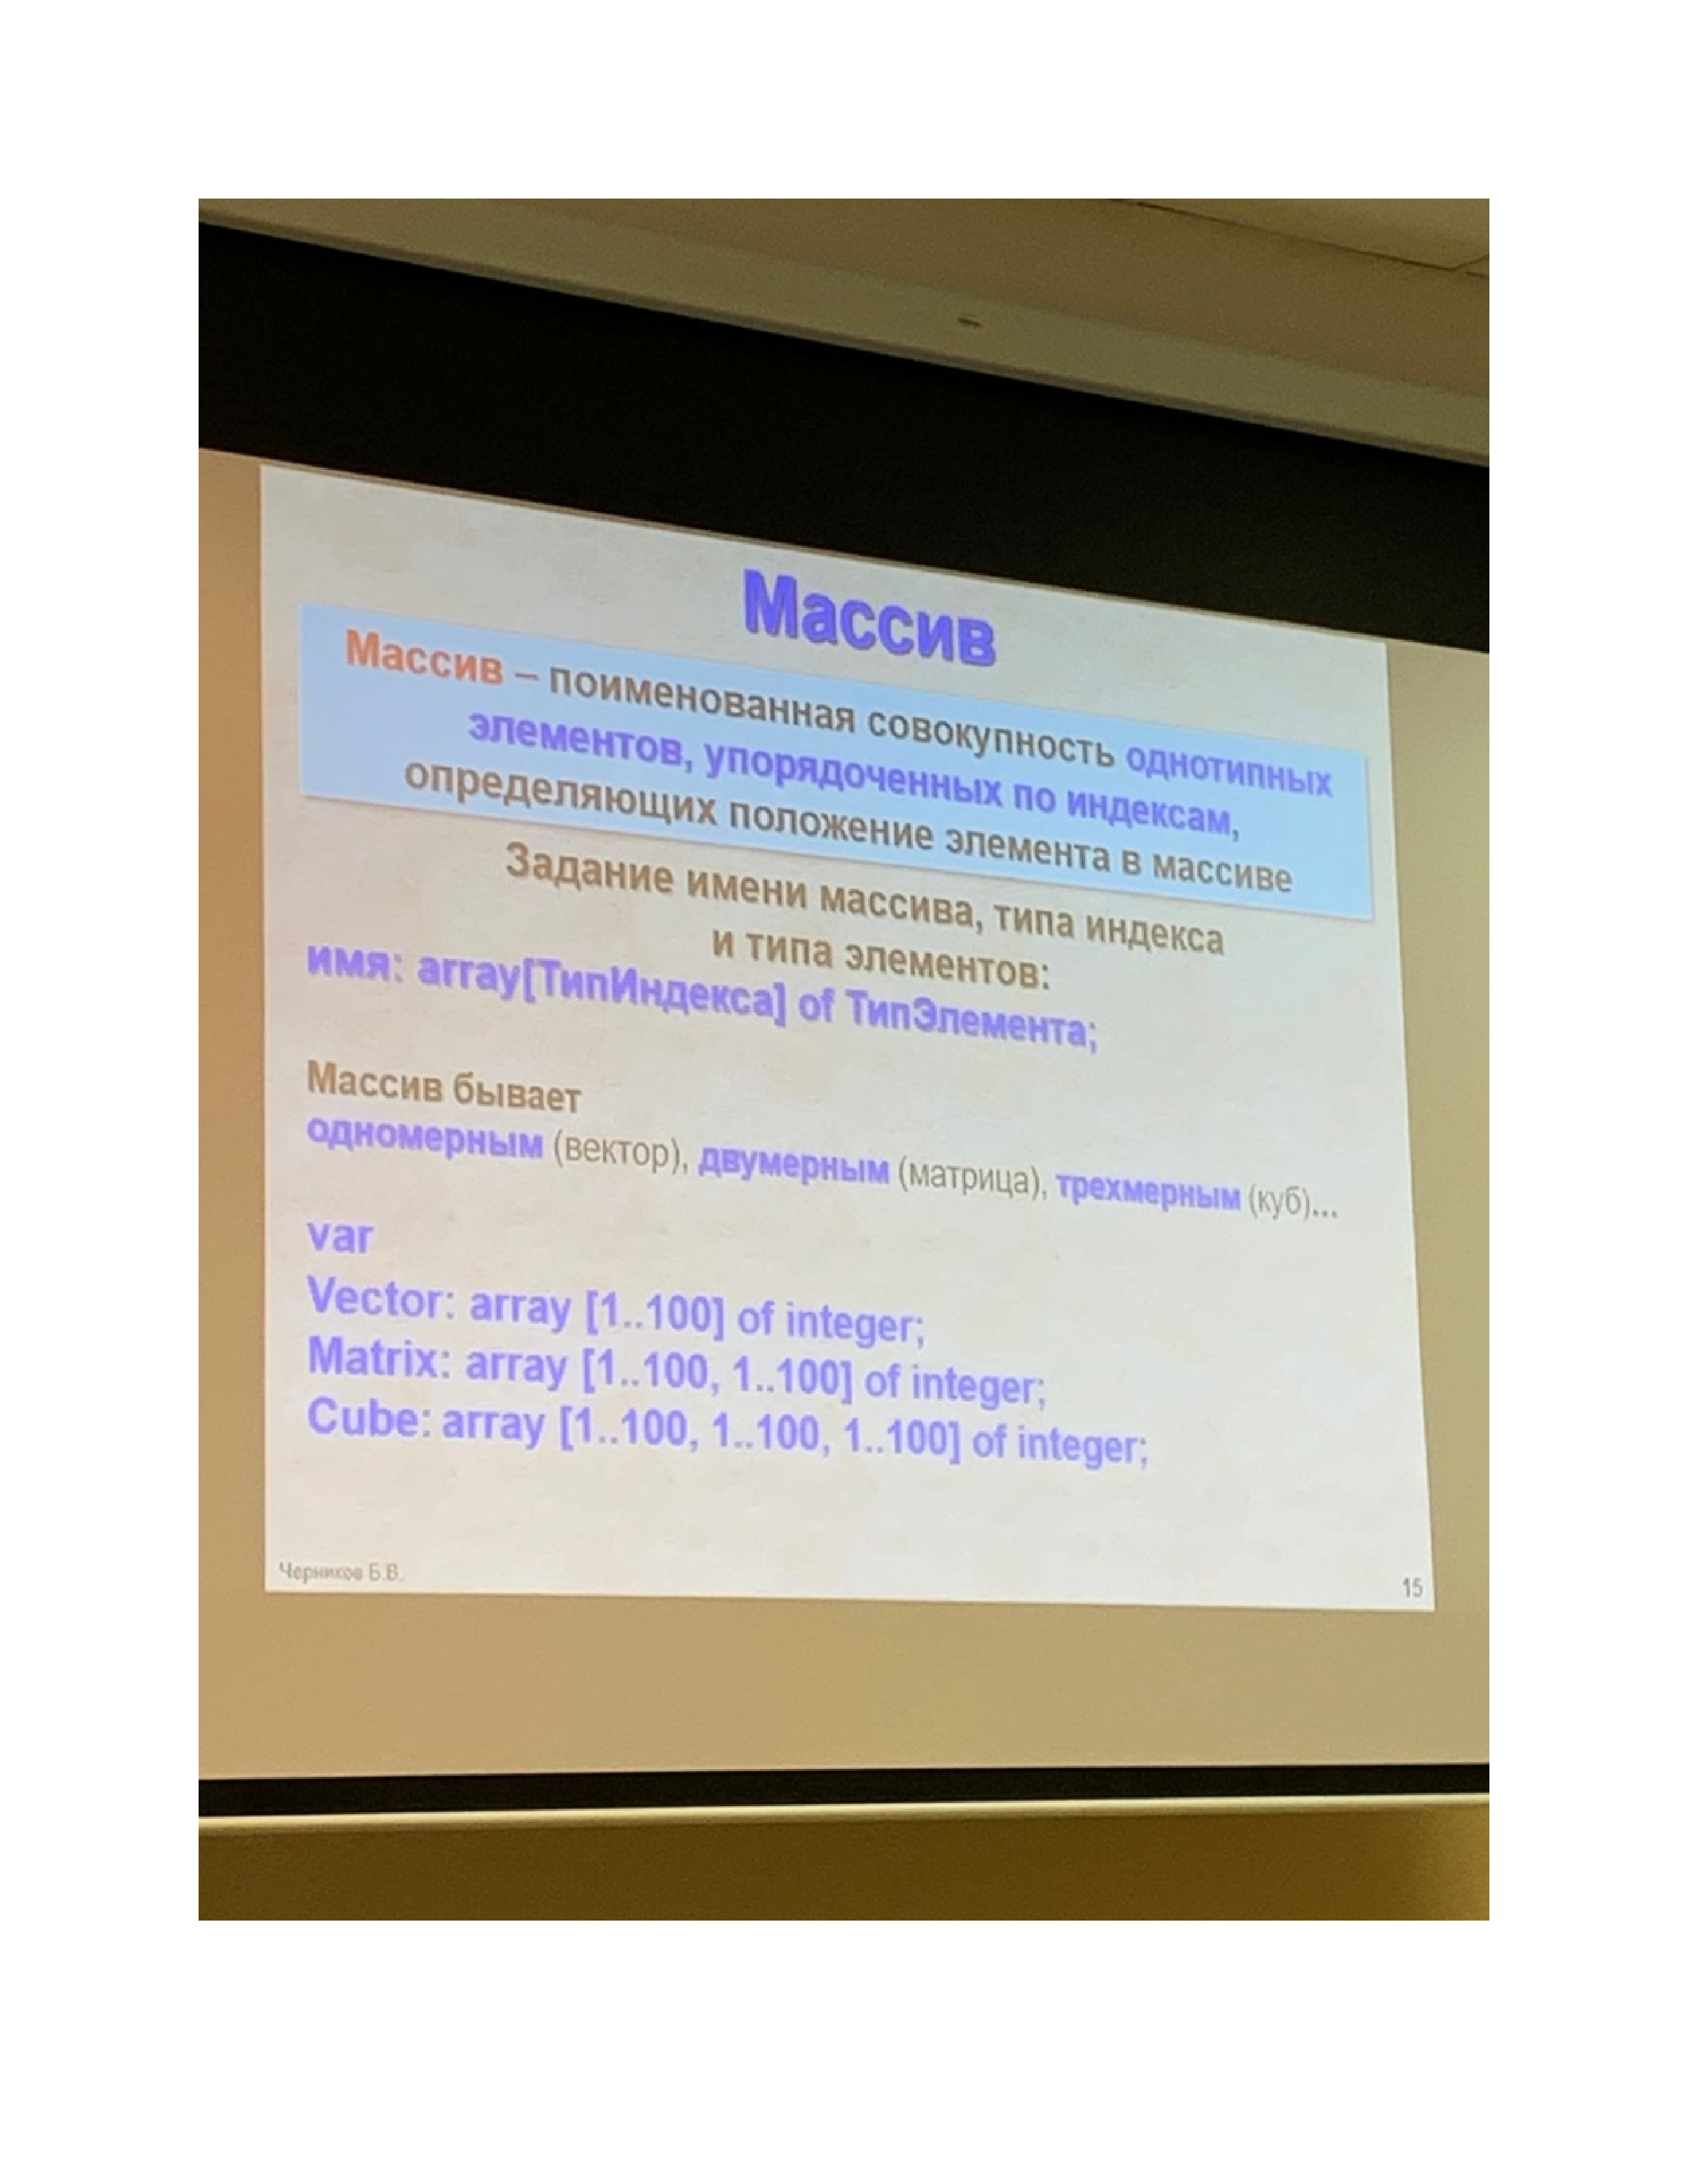 Массив
Массив – поименованная совокупность однотипных
элементов, упорядоченных по индексам,
определяющих положение элемента в массиве
Задание имени массива, типа индекса
и типа элементов:
имя: array[ТипИндекса] of ТипЭлемента;
Массив бывает
одномерным (вектор), двумерным (матрица), трехмерным (куб)...
var
Vector: array [1..100] of integer;
Matrix: array [1..100, 1..100] of integer;
Cube: array [1..100, 1..100, 1..100] of integer;
Черников Б.В.
15